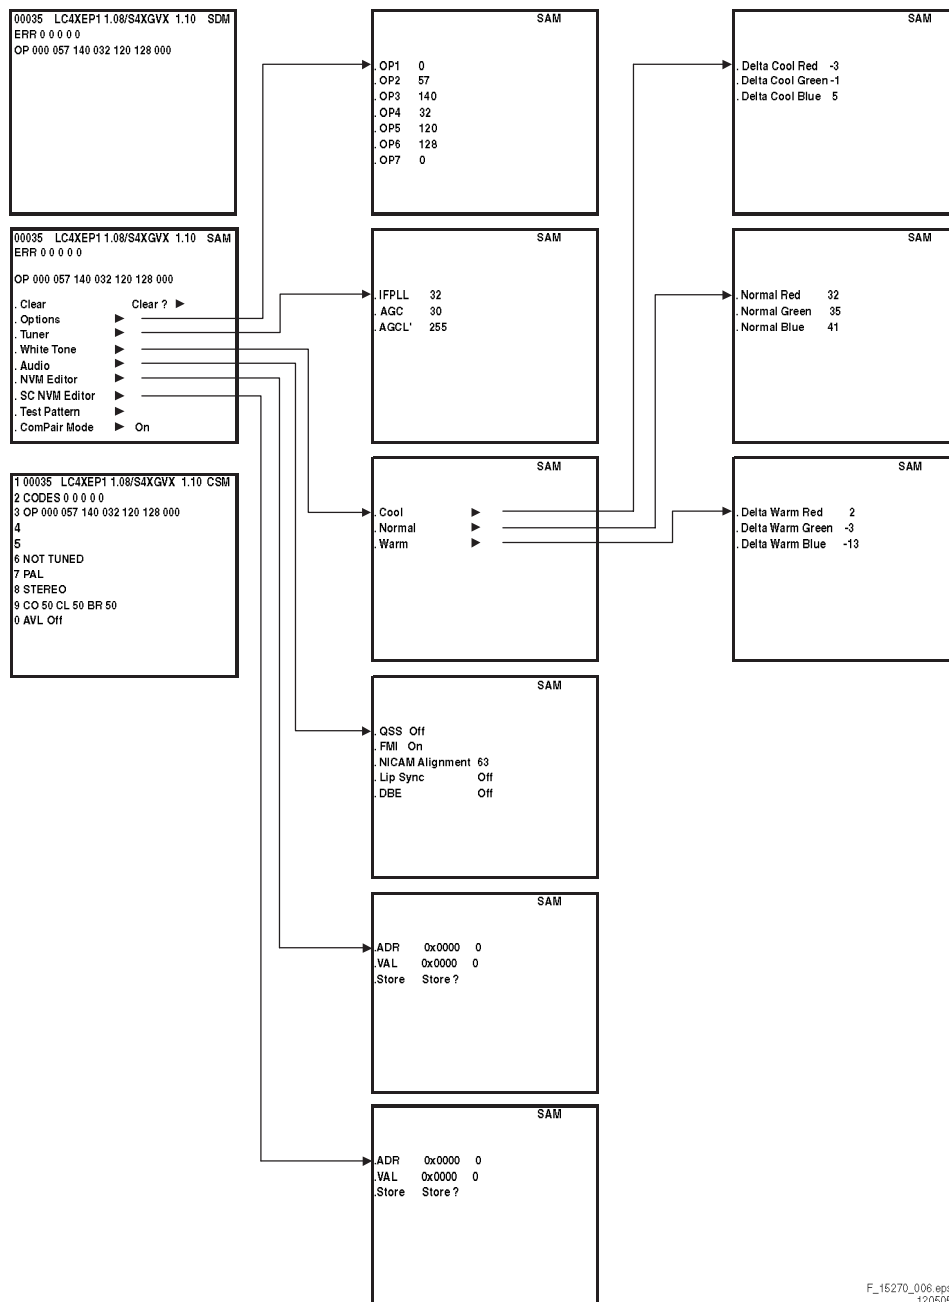 00035 LC4XEP1 1.08/S4XGVX 1.10 SDM
ERR 0 0 0 0 0
OP 000 057 140 032 120 128 000
00035 LC4XEP1 1.08/S4XGVX 1.10 SAM
ERR 0 0 0 0 0
OP 000 057 140 032 120 128 000
. Clear Clear ? ▶
. Options ▶
. Tuner ▶
. White Tone ▶
. Audio ▶
. NVM Editor ▶
. SC NVM Editor ▶
. Test Pattern ▶
. ComPair Mode ▶ On
1 00035 LC4XEP1 1.08/S4XGVX 1.10 CSM
2 CODES 0 0 0 0 0
3 OP 000 057 140 032 120 128 000
4
5
6 NOT TUNED
7 PAL
8 STEREO
9 CO 50 CL 50 BR 50
0 AVL Off
SAM
. OP1 0
. OP2 57
. OP3 140
. OP4 32
. OP5 120
. OP6 128
. OP7 0
SAM
. IFPLL 32
. AGC 30
. AGCL' 255
SAM
. Cool ▶
. Normal ▶
. Warm ▶
SAM
. QSS Off
. FMI On
. NICAM Alignment 63
. Lip Sync Off
. DBE Off
SAM
.ADR 0x0000 0
.VAL 0x0000 0
.Store Store ?
SAM
.ADR 0x0000 0
.VAL 0x0000 0
.Store Store ?
SAM
. Delta Cool Red -3
. Delta Cool Green -1
. Delta Cool Blue 5
SAM
. Normal Red 32
. Normal Green 35
. Normal Blue 41
SAM
. Delta Warm Red 2
. Delta Warm Green -3
. Delta Warm Blue -13
F_15270_006.eps
120505